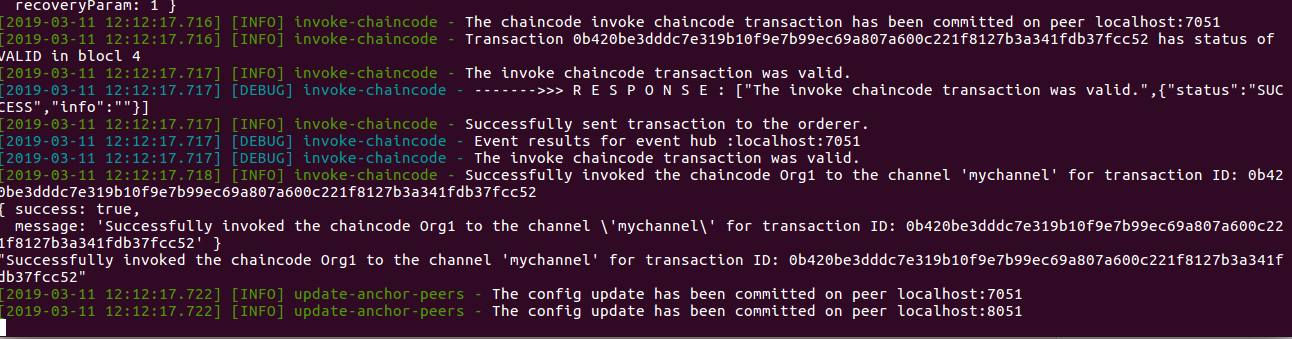 recoveryParam: 1 }
[2019-03-11 12:12:17.716] [INFO] invoke-chaincode - The chaincode invoke chaincode transaction has been committed on peer localhost:7051
[2019-03-11 12:12:17.716] [INFO] invoke-chaincode - Transaction 0b420be3dddc7e319b10f9e7b99ec69a807a600c221f8127b3a341fdb37fcc52 has status of
VALID in blocl 4
[2019-03-11 12:12:17.717] [INFO] invoke-chaincode - The invoke chaincode transaction was valid.
[2019-03-11 12:12:17.717] [DEBUG] invoke-chaincode - ------->>> R E S P O N S E : ["The invoke chaincode transaction was valid.",{"status":"SUC
CESS","info":""}]
[2019-03-11 12:12:17.717] [INFO] invoke-chaincode - Successfully sent transaction to the orderer.
[2019-03-11 12:12:17.717] [DEBUG] invoke-chaincode - Event results for event hub :localhost:7051
[2019-03-11 12:12:17.717] [DEBUG] invoke-chaincode - The invoke chaincode transaction was valid.
[2019-03-11 12:12:17.718] [INFO] invoke-chaincode - Successfully invoked the chaincode Org1 to the channel 'mychannel' for transaction ID: 0b42
0be3dddc7e319b10f9e7b99ec69a807a600c221f8127b3a341fdb37fcc52
{ success: true,
message: 'Successfully invoked the chaincode Org1 to the channel \'mychannel\' for transaction ID: 0b420be3dddc7e319b10f9e7b99ec69a807a600c22
1f8127b3a341fdb37fcc52' }
"Successfully invoked the chaincode Org1 to the channel 'mychannel' for transaction ID: 0b420be3dddc7e319b10f9e7b99ec69a807a600c221f8127b3a341f
db37fcc52"
[2019-03-11 12:12:17.722] [INFO] update-anchor-peers - The config update has been committed on peer localhost:7051
[2019-03-11 12:12:17.722] [INFO] update-anchor-peers - The config update has been committed on peer localhost:8051